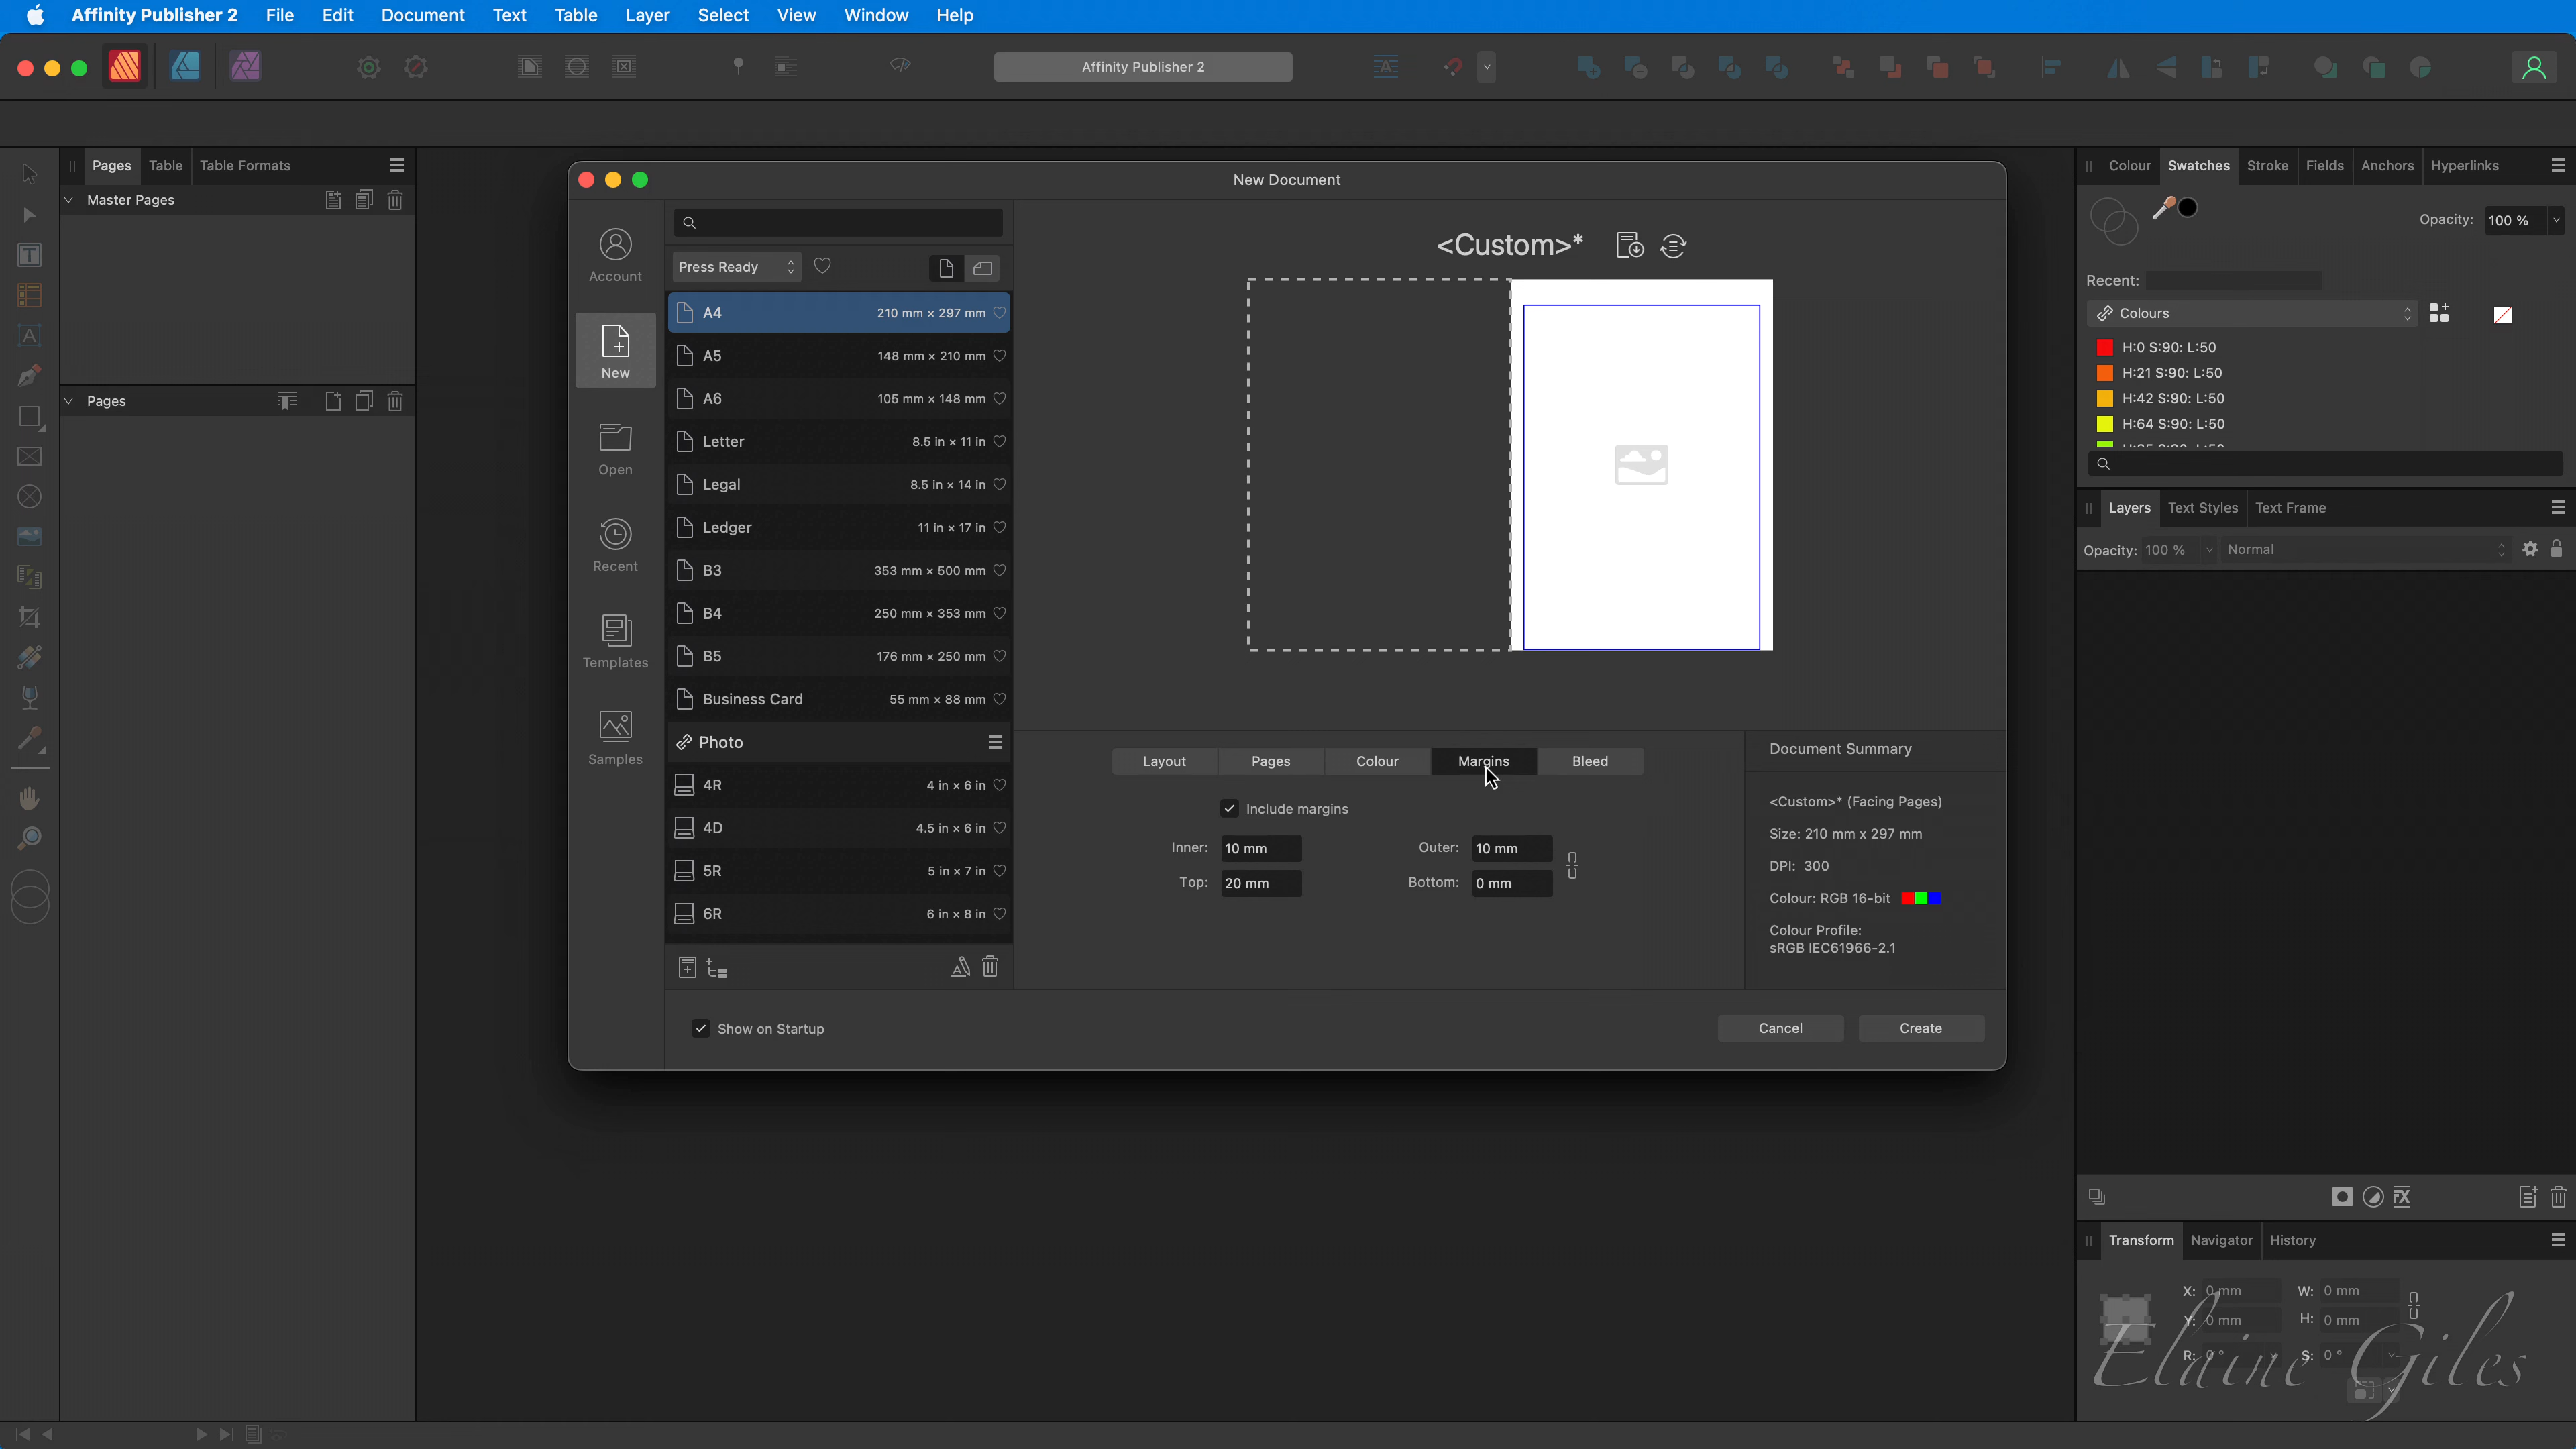 Affinity Publisher 2 File Edit Document Text Table Layer Select View Window Help
Affinity Publisher 2
Pages Table Table Formats
Master Pages
Pages
New Document
Account
New
Open
Recent
Templates
Samples
Press Ready
A4 210 mm × 297 mm
A5 148 mm × 210 mm
A6 105 mm × 148 mm
Letter 8.5 in × 11 in
Legal 8.5 in × 14 in
Ledger 11 in × 17 in
B3 353 mm × 500 mm
B4 250 mm × 353 mm
B5 176 mm × 250 mm
Business Card 55 mm × 88 mm
Photo
4R 4 in × 6 in
4D 4.5 in × 6 in
5R 5 in × 7 in
6R 6 in × 8 in
<Custom>*
Layout Pages Colour Margins Bleed
Include margins
Inner: 10 mm Outer: 10 mm
Top: 20 mm Bottom: 0 mm
Document Summary
<Custom>* (Facing Pages)
Size: 210 mm x 297 mm
DPI: 300
Colour: RGB 16-bit
Colour Profile:
sRGB IEC61966-2.1
Show on Startup
Cancel Create
Colour Swatches Stroke Fields Anchors Hyperlinks
Opacity: 100 %
Recent:
Colours
H:0 S:90: L:50
H:21 S:90: L:50
H:42 S:90: L:50
H:64 S:90: L:50
Layers Text Styles Text Frame
Opacity: 100 % Normal
Transform Navigator History
X: 0 mm W: 0 mm
Y: 0 mm H: 0 mm
R: 0 ° S: 0 °
Elaine Giles